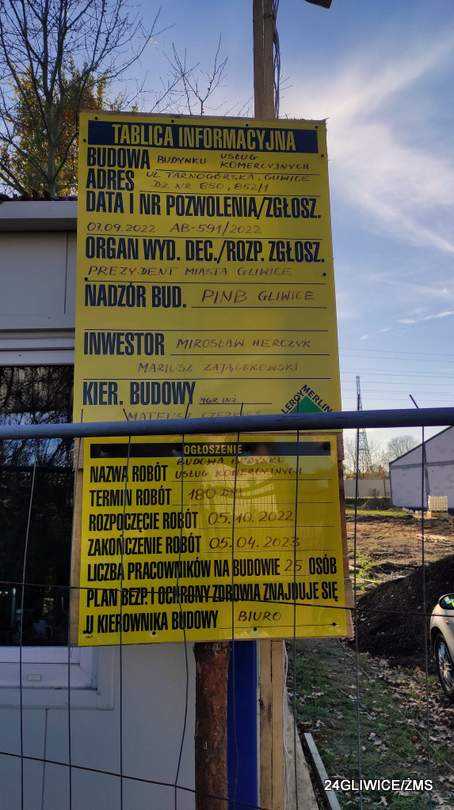 TABLICA INFORMACYJNA
BUDOWA BUDYNKU USŁUG KOMERCYJNYCH
ADRES UL TARNOGÓRSKA, GLIWICE
DZ. NR 850, 852/1
DATA I NR POZWOLENIA/ZGŁOSZ.
07.09.2022 AB-591/2022
ORGAN WYD. DEC./ROZP. ZGŁOSZ.
PREZYDENT MIASTA GLIWICE
NADZÓR BUD. PINB GLIWICE
INWESTOR MIROSŁAW HERCZYK
MARIUSZ ZAJĄCZKOWSKI
KIER. BUDOWY MGR INŻ.
MATEUSZ
LEROY MERLIN
OGŁOSZENIE
BUDOWA BUDYNKU
NAZWA ROBÓT USŁUG KOMERCYJNYCH
TERMIN ROBÓT 180 DNI
ROZPOCZĘCIE ROBÓT 05.10.2022
ZAKOŃCZENIE ROBÓT 05.04.2023
LICZBA PRACOWNIKÓW NA BUDOWIE 25 OSÓB
PLAN BEZP. I OCHRONY ZDROWIA ZNAJDUJE SIĘ
U KIEROWNIKA BUDOWY BIURO
24GLIWICE/ŻMS